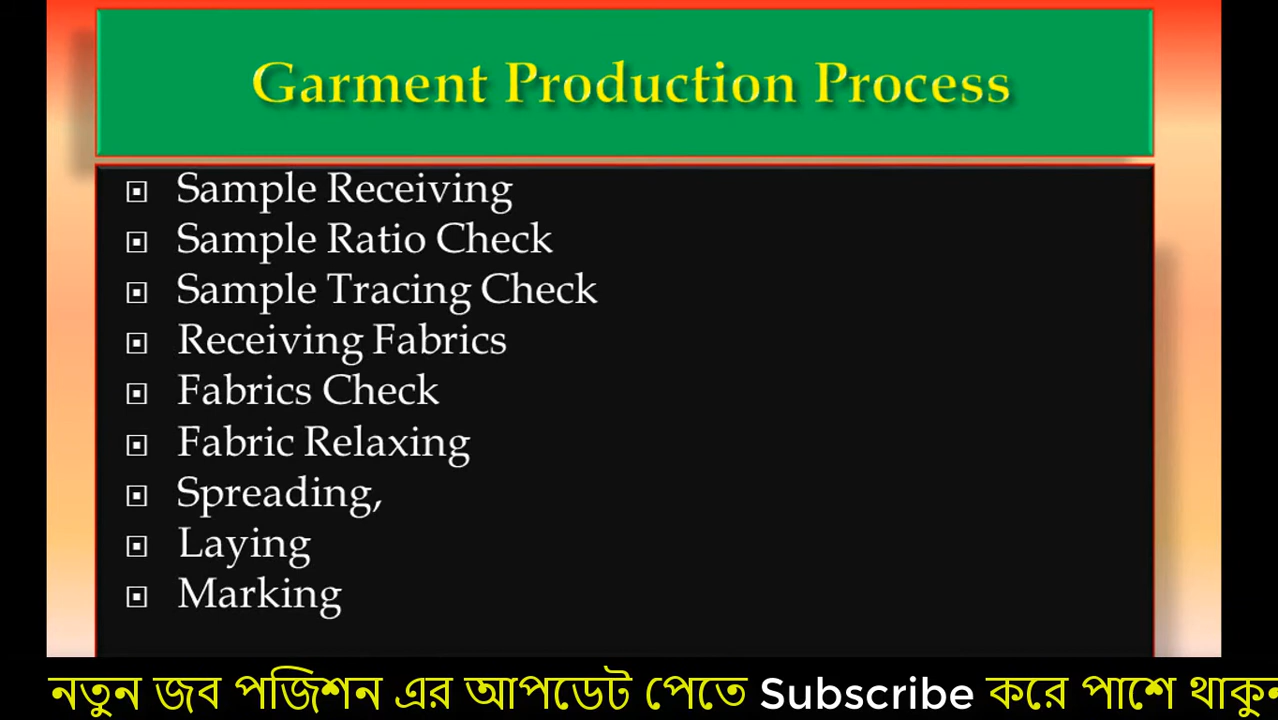 Garment Production Process
Sample Receiving
Sample Ratio Check
Sample Tracing Check
Receiving Fabrics
Fabrics Check
Fabric Relaxing
Spreading,
Laying
Marking
নতুন জব পজিশন এর আপডেট পেতে Subscribe করে পাশে থাকুন